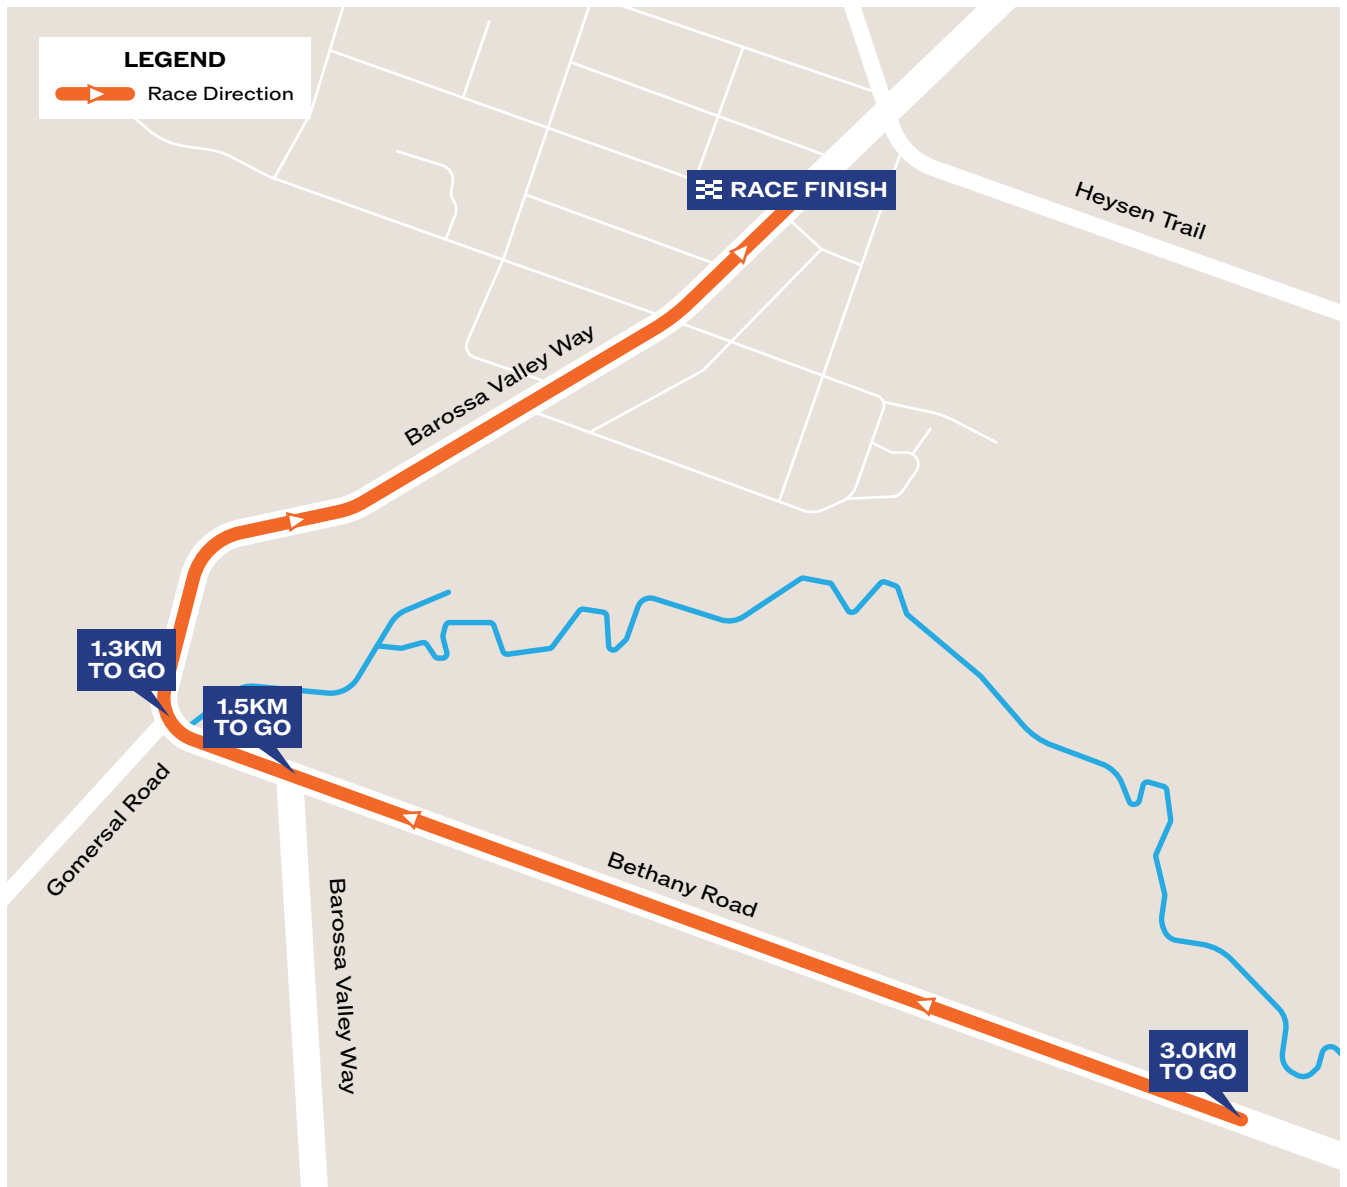 LEGEND
Race Direction
RACE FINISH
Heysen Trail
Barossa Valley Way
1.3KM
TO GO
1.5KM
TO GO
Gomersal Road
Bethany Road
Barossa Valley Way
3.0KM
TO GO